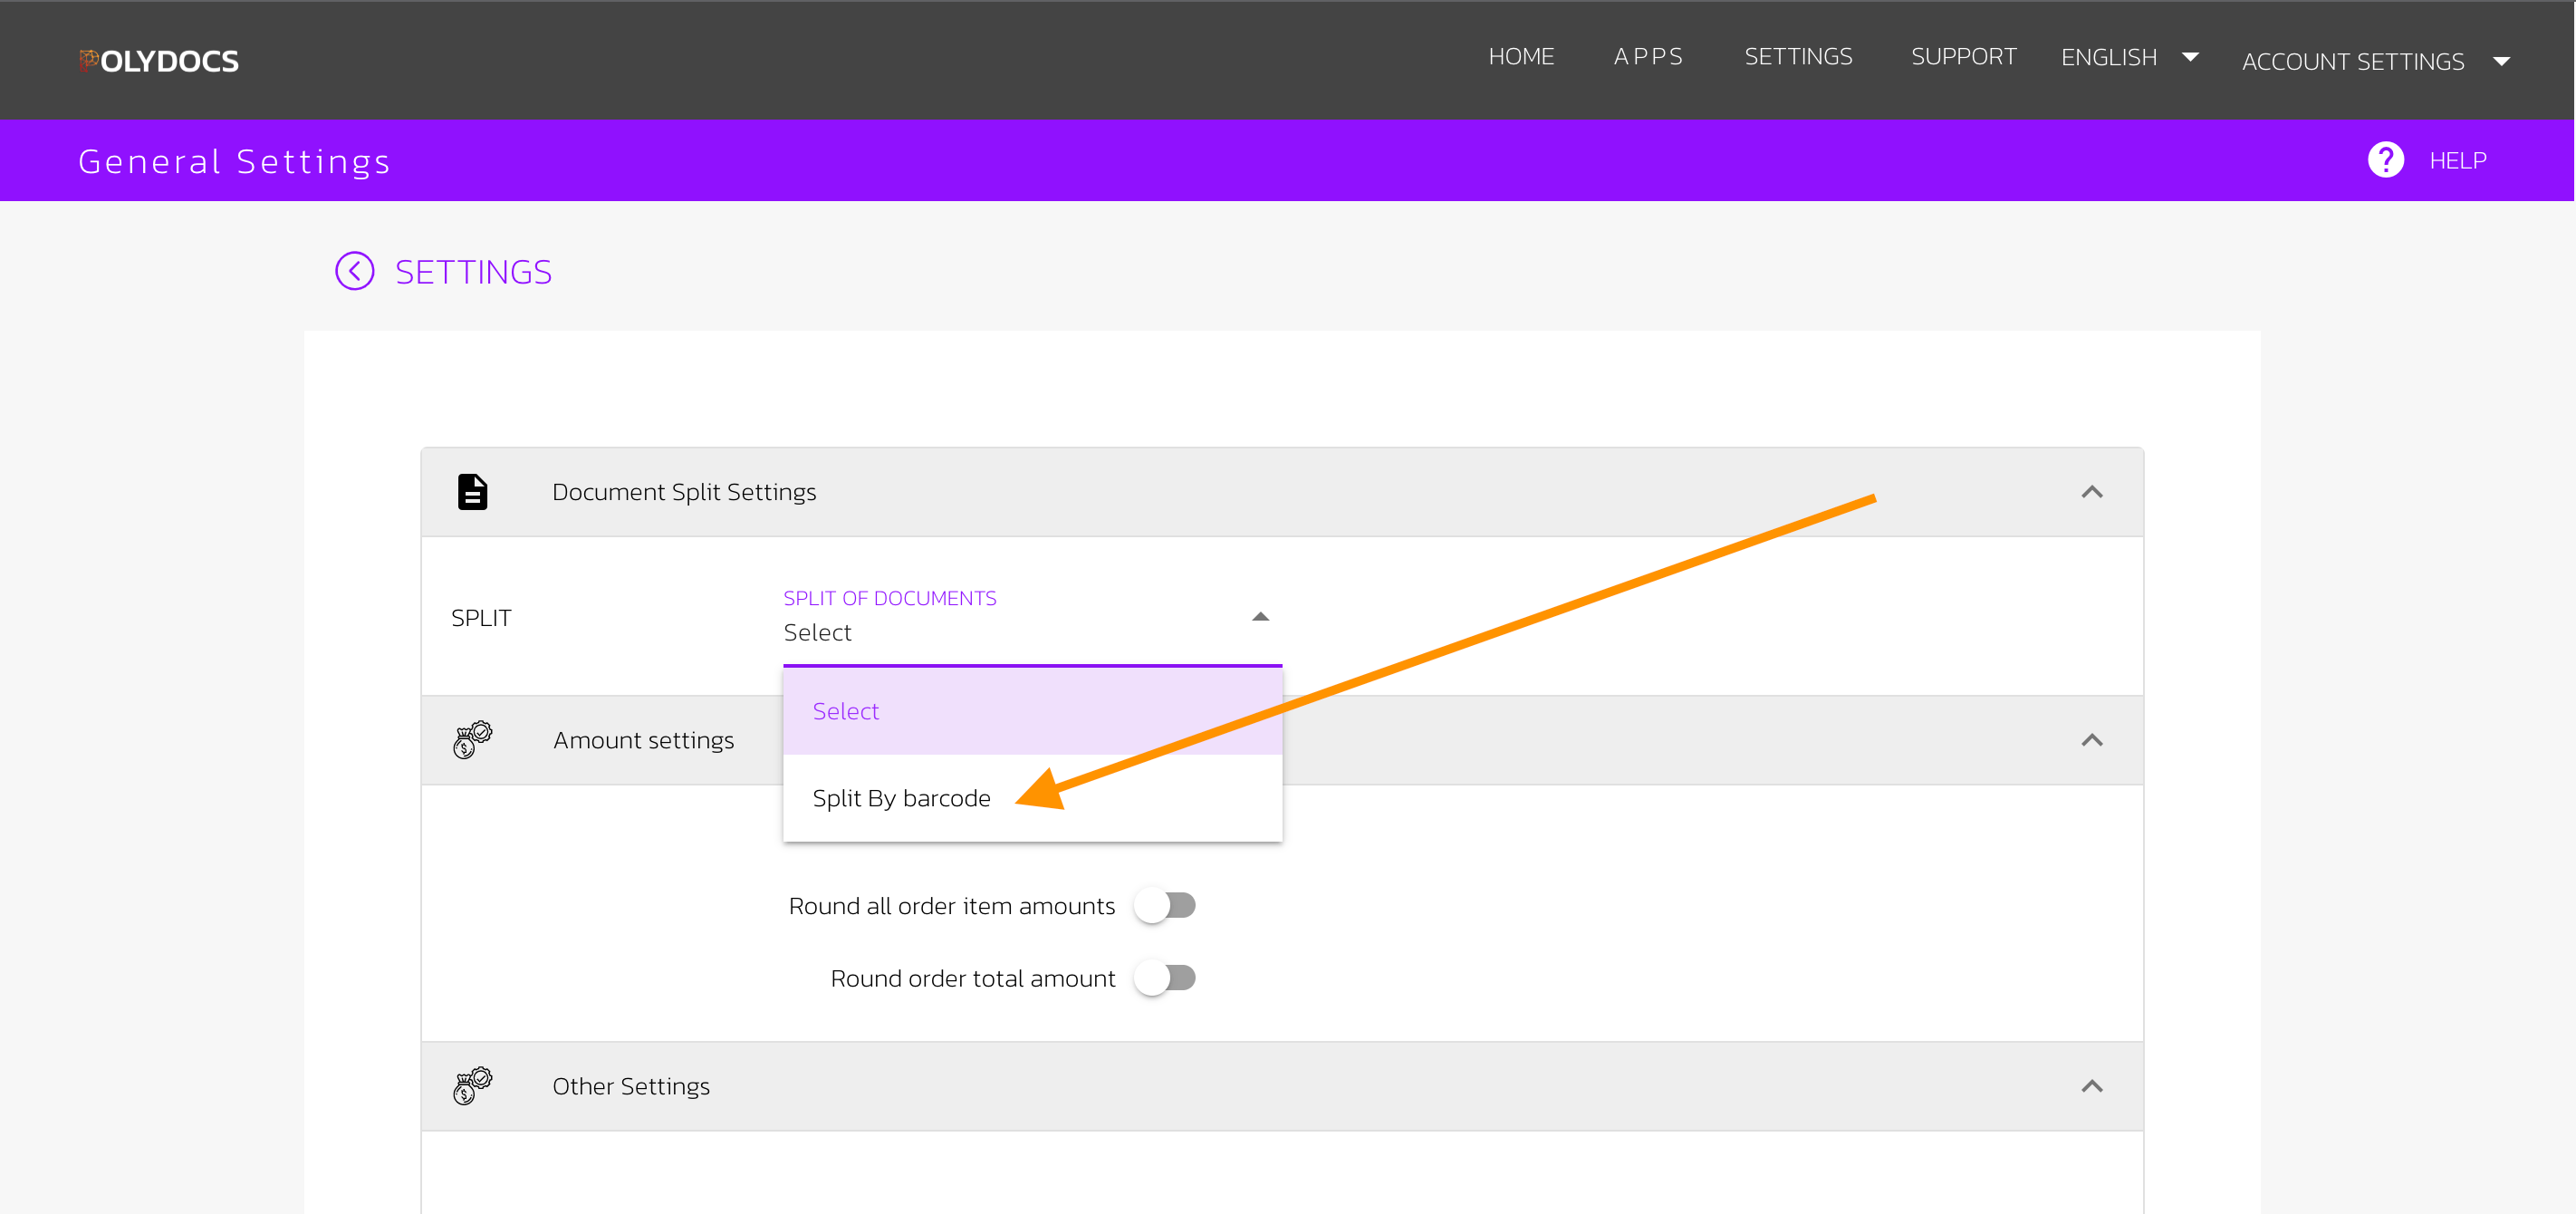 POLYDOCS
HOME APPS SETTINGS SUPPORT ENGLISH ACCOUNT SETTINGS
General Settings
? HELP
SETTINGS
Document Split Settings
SPLIT
SPLIT OF DOCUMENTS
Select
Select
Split By barcode
Amount settings
Round all order item amounts
Round order total amount
Other Settings